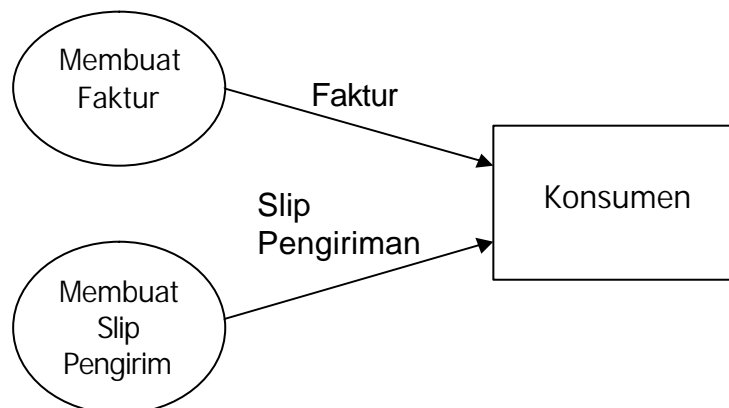 Membuat
Faktur
Faktur
Konsumen
Slip
Pengiriman
Membuat
Slip
Pengirim